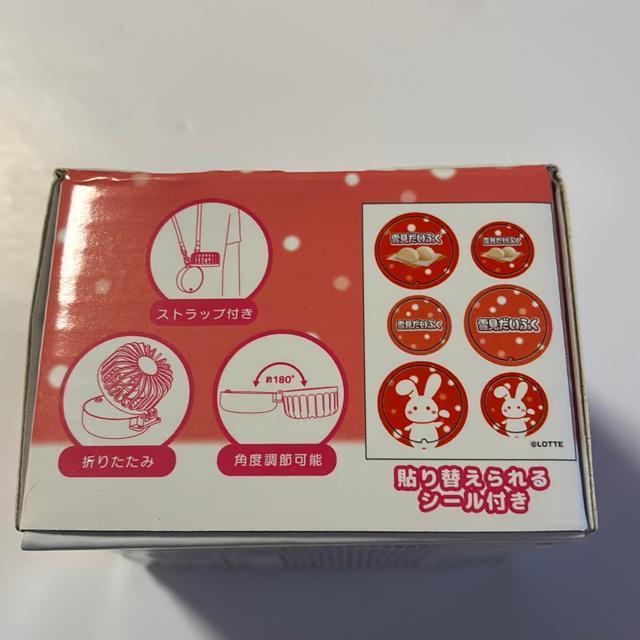 ストラップ付き
折りたたみ
約180°
角度調節可能
雪見だいふく
雪見だいふく
雪見だいふく
雪見だいふく
©LOTTE
貼り替えられる
シール付き